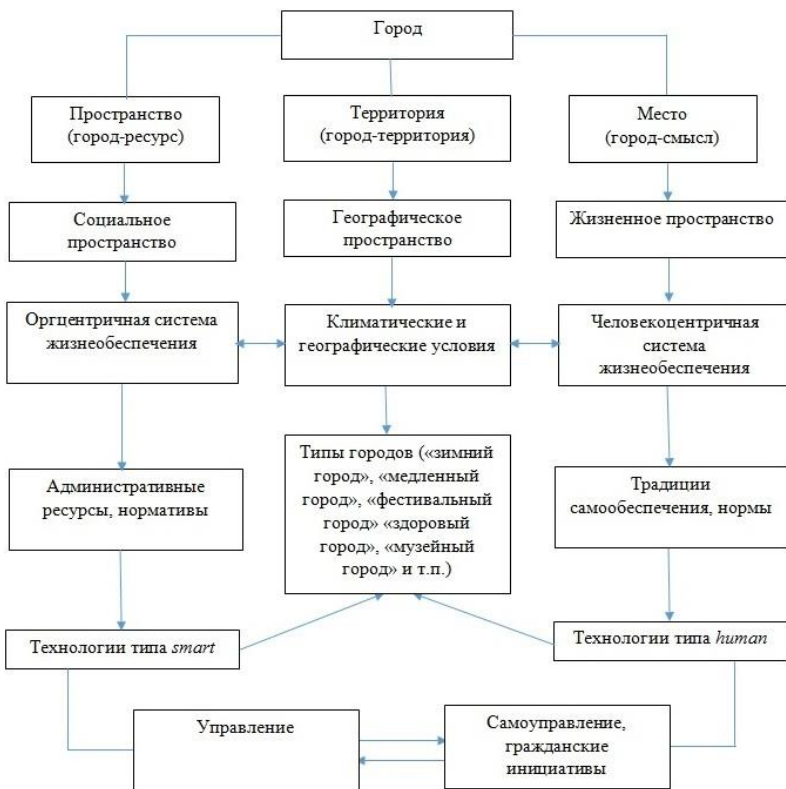 Город
Пространство
(город-ресурс)
Территория
(город-территория)
Место
(город-смысл)
Социальное
пространство
Географическое
пространство
Жизненное пространство
Оргцентричная система
жизнеобеспечения
Климатические и
географические условия
Человекоцентричная
система
жизнеобеспечения
Административные
ресурсы, нормативы
Типы городов («зимний
город», «медленный
город», «фестивальный
город» «здоровый
город», «музейный
город» и т.п.)
Традиции
самообеспечения, нормы
Технологии типа smart
Технологии типа human
Управление
Самоуправление,
гражданские
инициативы